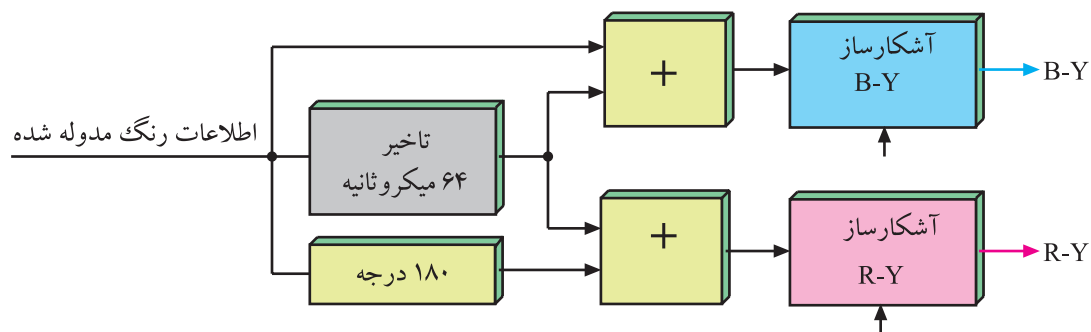 +
آشکارساز
B-Y
B-Y
اطلاعات رنگ مدوله شده
تاخیر
۶۴ میکروثانیه
+
آشکارساز
R-Y
R-Y
۱۸۰ درجه